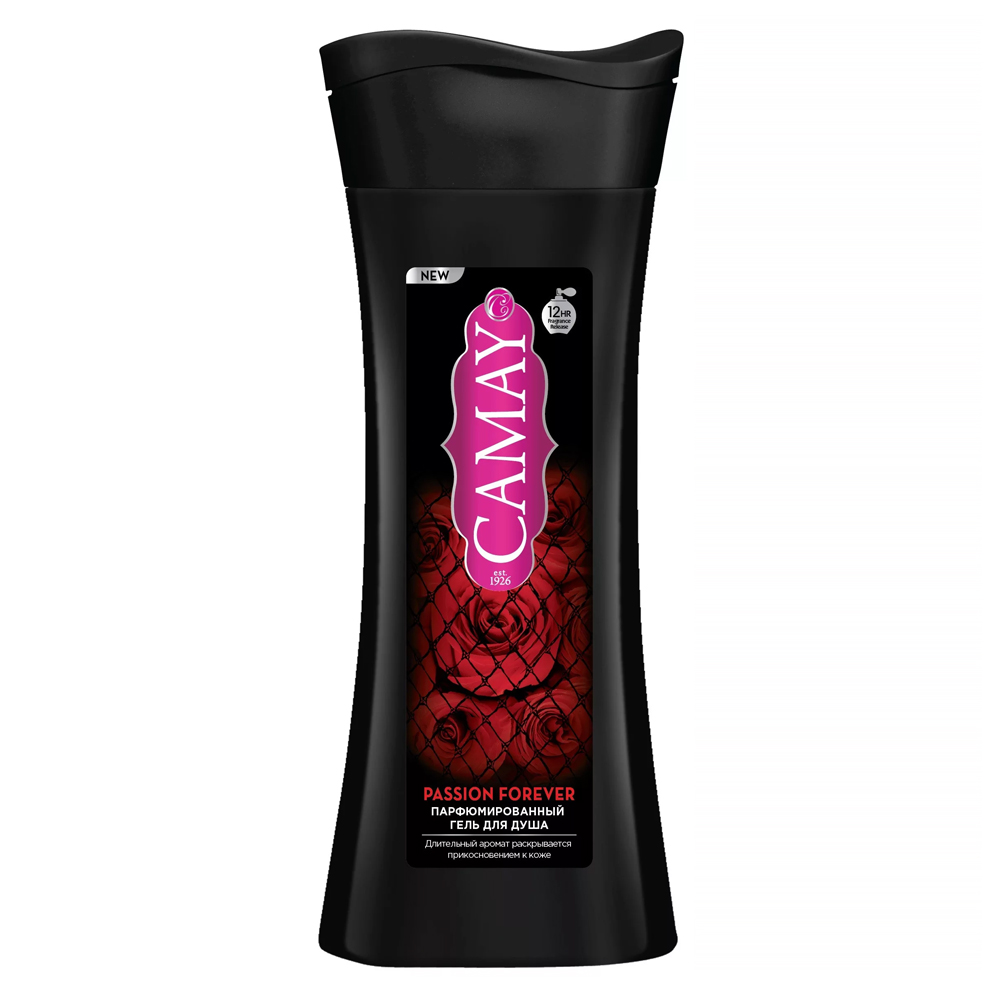 NEW
12HR
Fragrance
Release
CAMAY
est.
1926
PASSION FOREVER
ПАРФЮМИРОВАННЫЙ
ГЕЛЬ ДЛЯ ДУША
Длительный аромат раскрывается
прикосновением к коже